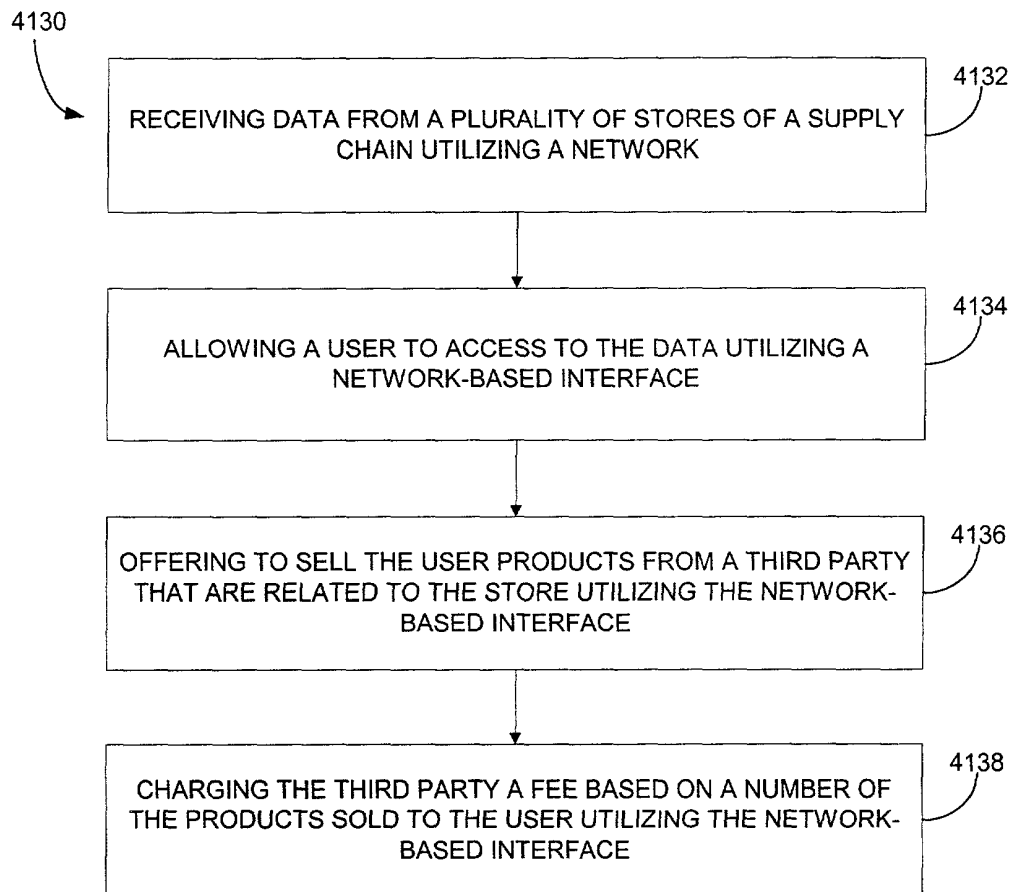 4130
4132
RECEIVING DATA FROM A PLURALITY OF STORES OF A SUPPLY
CHAIN UTILIZING A NETWORK
4134
ALLOWING A USER TO ACCESS TO THE DATA UTILIZING A
NETWORK-BASED INTERFACE
4136
OFFERING TO SELL THE USER PRODUCTS FROM A THIRD PARTY
THAT ARE RELATED TO THE STORE UTILIZING THE NETWORK-
BASED INTERFACE
4138
CHARGING THE THIRD PARTY A FEE BASED ON A NUMBER OF
THE PRODUCTS SOLD TO THE USER UTILIZING THE NETWORK-
BASED INTERFACE